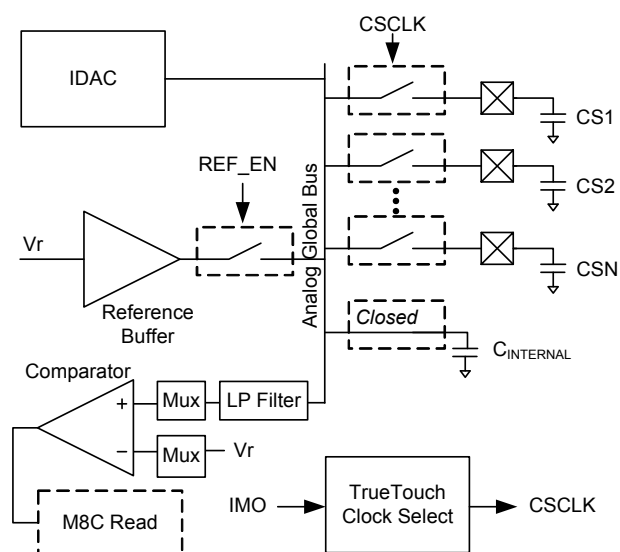 CSCLK
IDAC
CS1
REF_EN
CS2
Vr
Analog Global Bus
CSN
Reference
Buffer
Closed
CINTERNAL
Comparator
+
Mux
LP Filter
−
Mux
Vr
M8C Read
IMO
TrueTouch
Clock Select
CSCLK